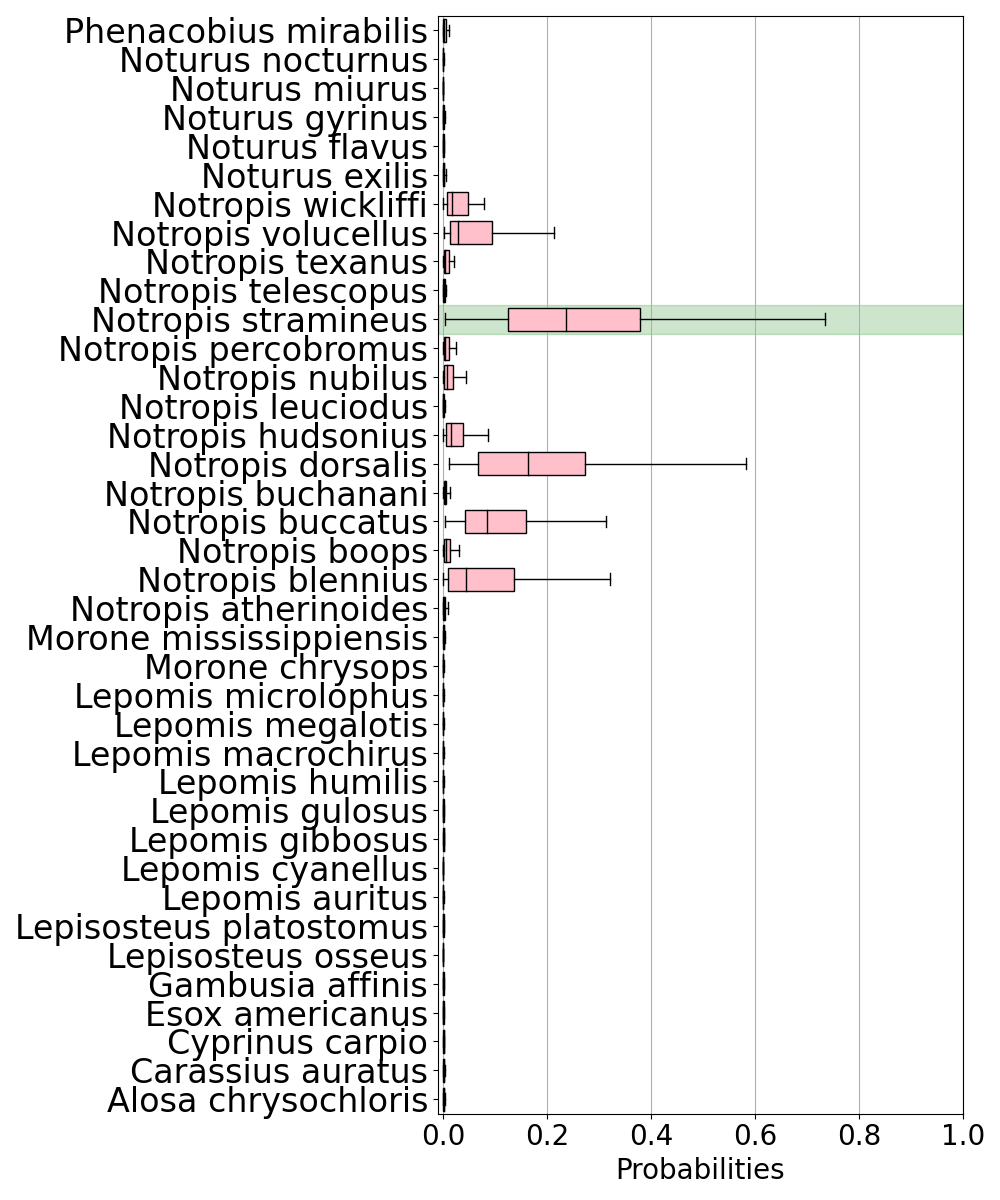 Phenacobius mirabilis
Noturus nocturnus
Noturus miurus
Noturus gyrinus
Noturus flavus
Noturus exilis
Notropis wickliffi
Notropis volucellus
Notropis texanus
Notropis telescopus
Notropis stramineus
Notropis percobromus
Notropis nubilus
Notropis leuciodus
Notropis hudsonius
Notropis dorsalis
Notropis buchanani
Notropis buccatus
Notropis boops
Notropis blennius
Notropis atherinoides
Morone mississippiensis
Morone chrysops
Lepomis microlophus
Lepomis megalotis
Lepomis macrochirus
Lepomis humilis
Lepomis gulosus
Lepomis gibbosus
Lepomis cyanellus
Lepomis auritus
Lepisosteus platostomus
Lepisosteus osseus
Gambusia affinis
Esox americanus
Cyprinus carpio
Carassius auratus
Alosa chrysochloris
0.0 0.2 0.4 0.6 0.8 1.0
Probabilities